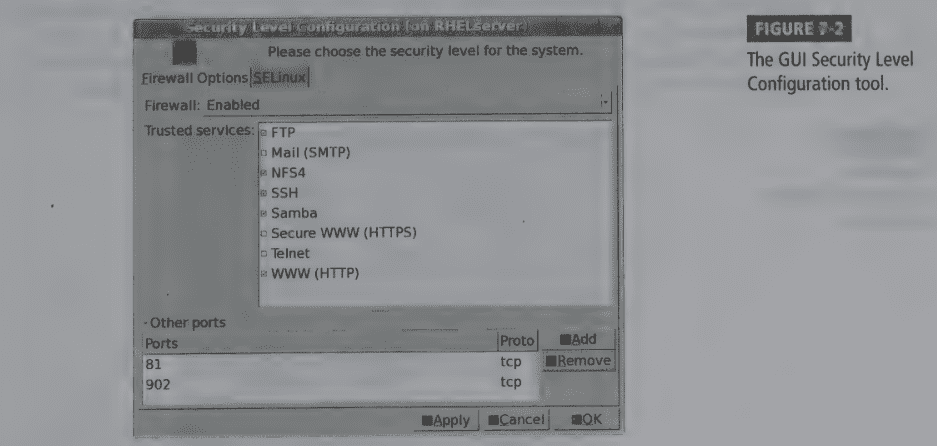 Security Level Configuration (on RHELserver)
Please choose the security level for the system.
Firewall Options SELinux
Firewall: Enabled
Trusted services:
FTP
Mail (SMTP)
NFS4
SSH
Samba
Secure WWW (HTTPS)
Telnet
WWW (HTTP)
Other ports
Ports Proto
81 tcp
902 tcp
Add
Remove
Apply Cancel OK
FIGURE 7-2
The GUI Security Level
Configuration tool.